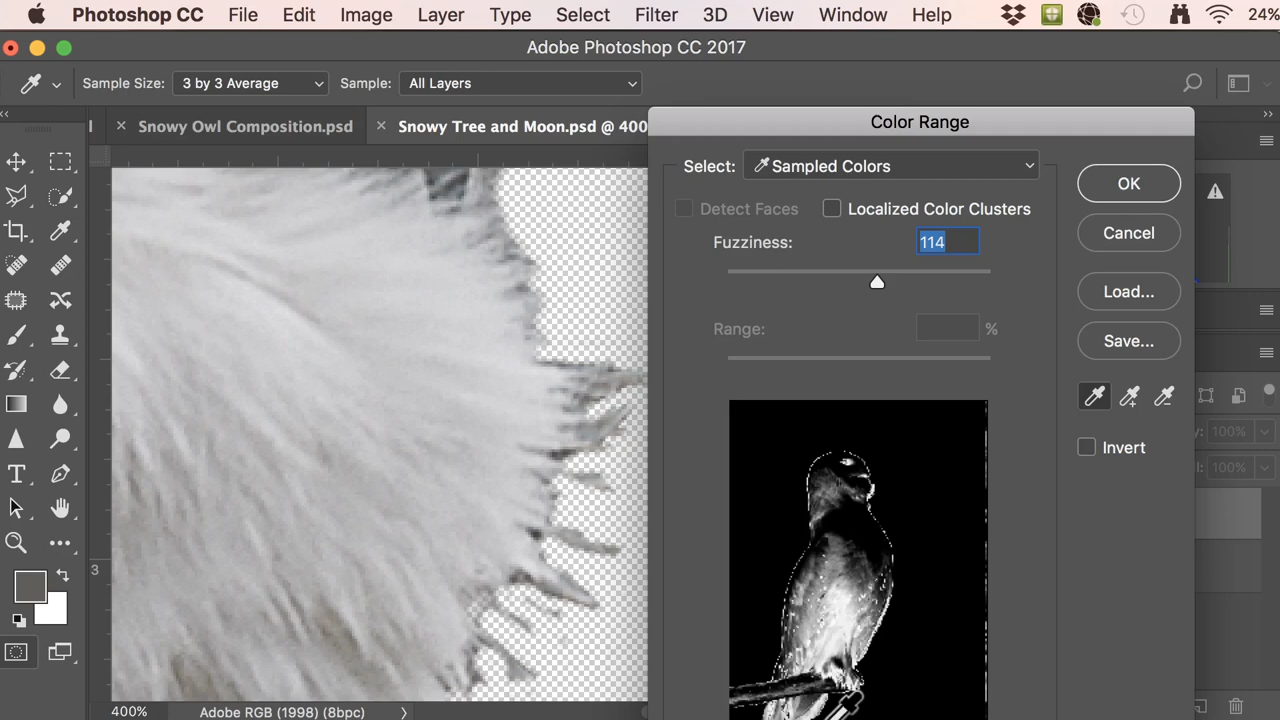 Photoshop CC File Edit Image Layer Type Select Filter 3D View Window Help 24%
Adobe Photoshop CC 2017
Sample Size: 3 by 3 Average Sample: All Layers
Snowy Owl Composition.psd Snowy Tree and Moon.psd @ 400
Color Range
Select: Sampled Colors
Detect Faces Localized Color Clusters
Fuzziness: 114
Range: %
OK
Cancel
Load...
Save...
Invert
100%
100%
3
400% Adobe RGB (1998) (8bpc)